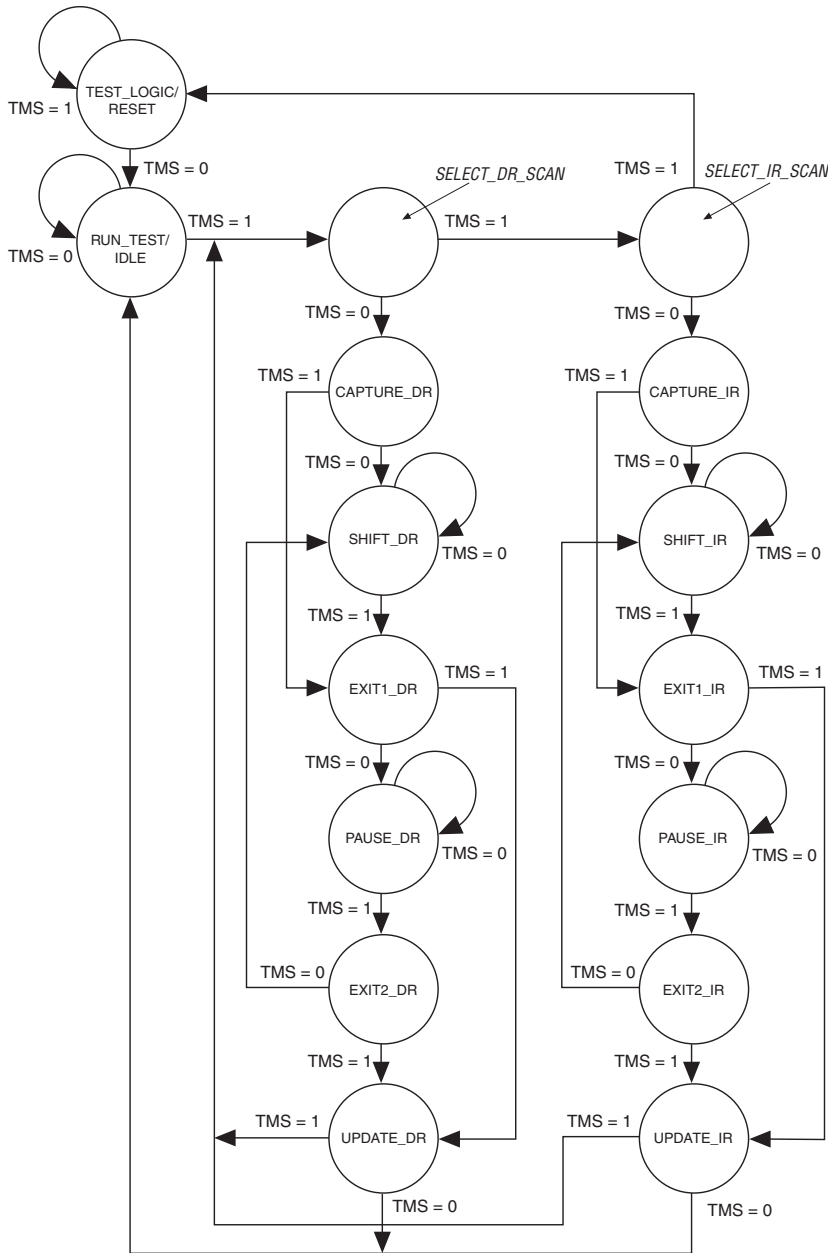 TEST_LOGIC/
RESET
TMS = 1
TMS = 0
SELECT_DR_SCAN
TMS = 1
SELECT_IR_SCAN
TMS = 1
TMS = 1
RUN_TEST/
IDLE
TMS = 0
TMS = 0
TMS = 0
TMS = 1
CAPTURE_DR
TMS = 1
CAPTURE_IR
TMS = 0
TMS = 0
SHIFT_DR
TMS = 0
SHIFT_IR
TMS = 0
TMS = 1
TMS = 1
EXIT1_DR
TMS = 1
EXIT1_IR
TMS = 1
TMS = 0
TMS = 0
PAUSE_DR
TMS = 0
PAUSE_IR
TMS = 0
TMS = 1
TMS = 1
TMS = 0
EXIT2_DR
TMS = 0
EXIT2_IR
TMS = 1
TMS = 1
TMS = 1
UPDATE_DR
TMS = 1
UPDATE_IR
TMS = 0
TMS = 0